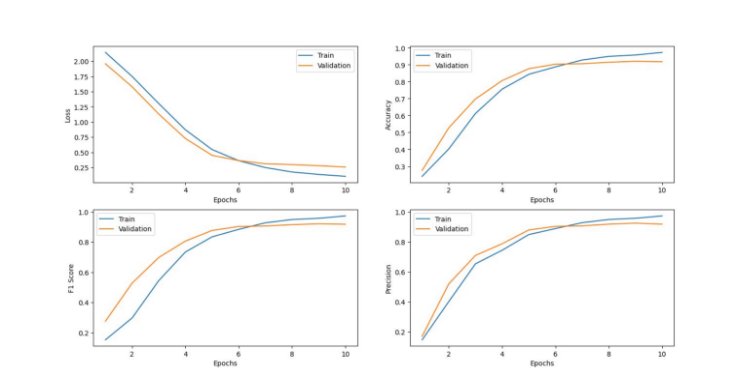 Train
Validation
2.00
1.75
1.50
1.25
1.00
0.75
0.50
0.25
Loss
2 4 6 8 10
Epochs
Train
Validation
1.0
0.9
0.8
0.7
0.6
0.5
0.4
0.3
Accuracy
2 4 6 8 10
Epochs
Train
Validation
1.0
0.8
0.6
0.4
0.2
F1 Score
2 4 6 8 10
Epochs
Train
Validation
1.0
0.8
0.6
0.4
0.2
Precision
2 4 6 8 10
Epochs